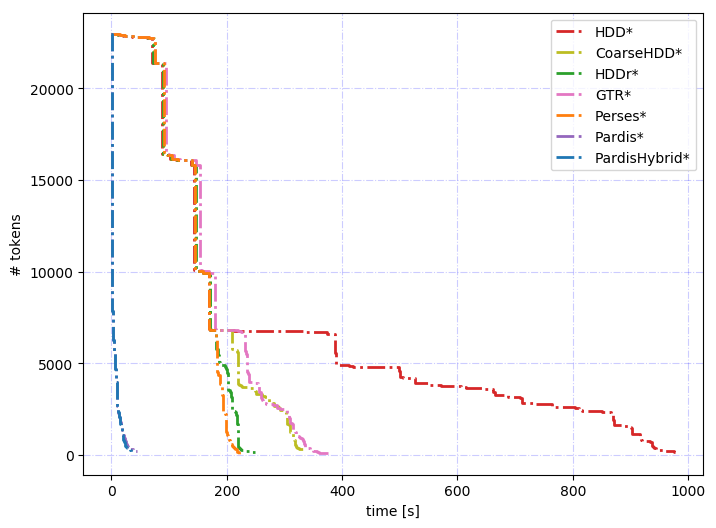 HDD*
CoarseHDD*
HDDr*
GTR*
Perses*
Pardis*
PardisHybrid*
# tokens
20000
15000
10000
5000
0
0 200 400 600 800 1000
time [s]